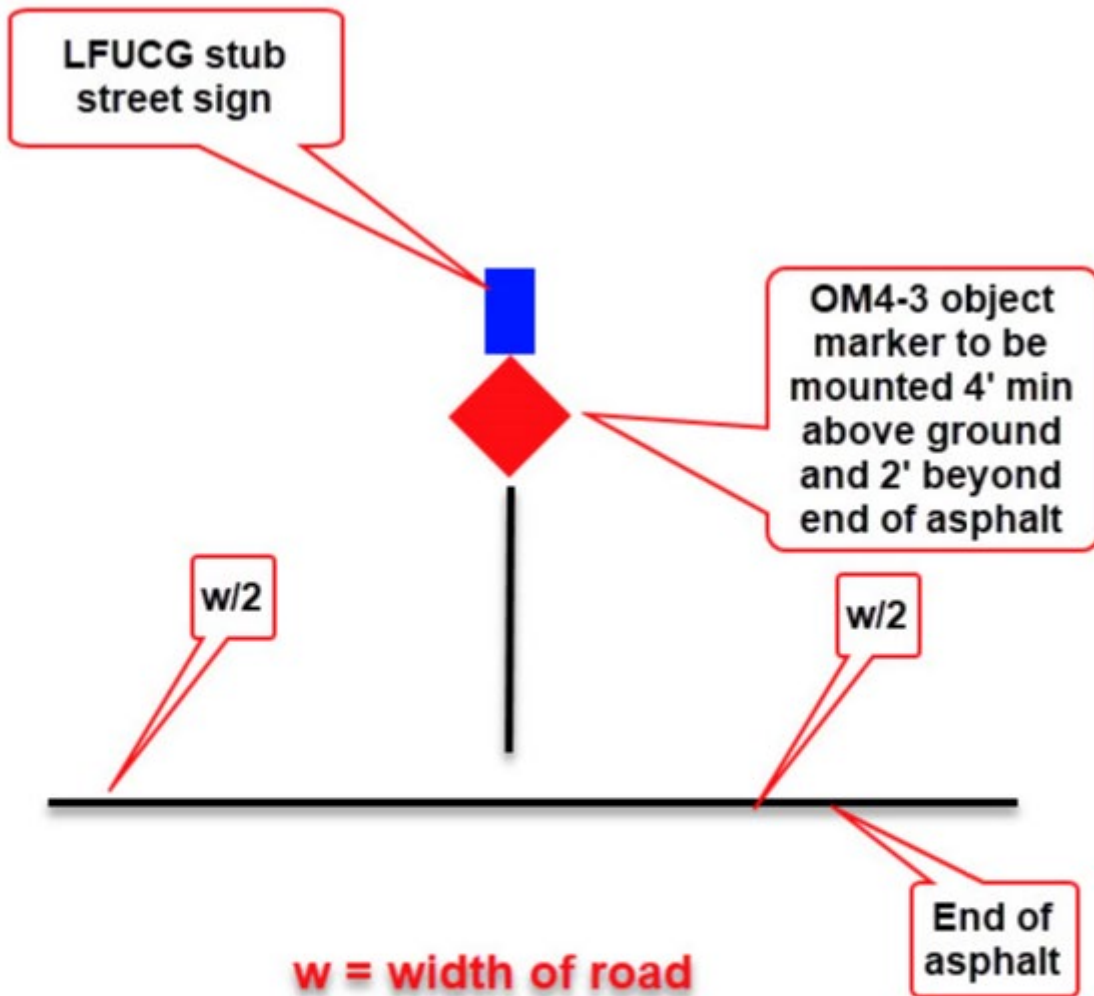 LFUCG stub
street sign
OM4-3 object
marker to be
mounted 4' min
above ground
and 2' beyond
end of asphalt
w/2
w/2
End of
asphalt
w = width of road